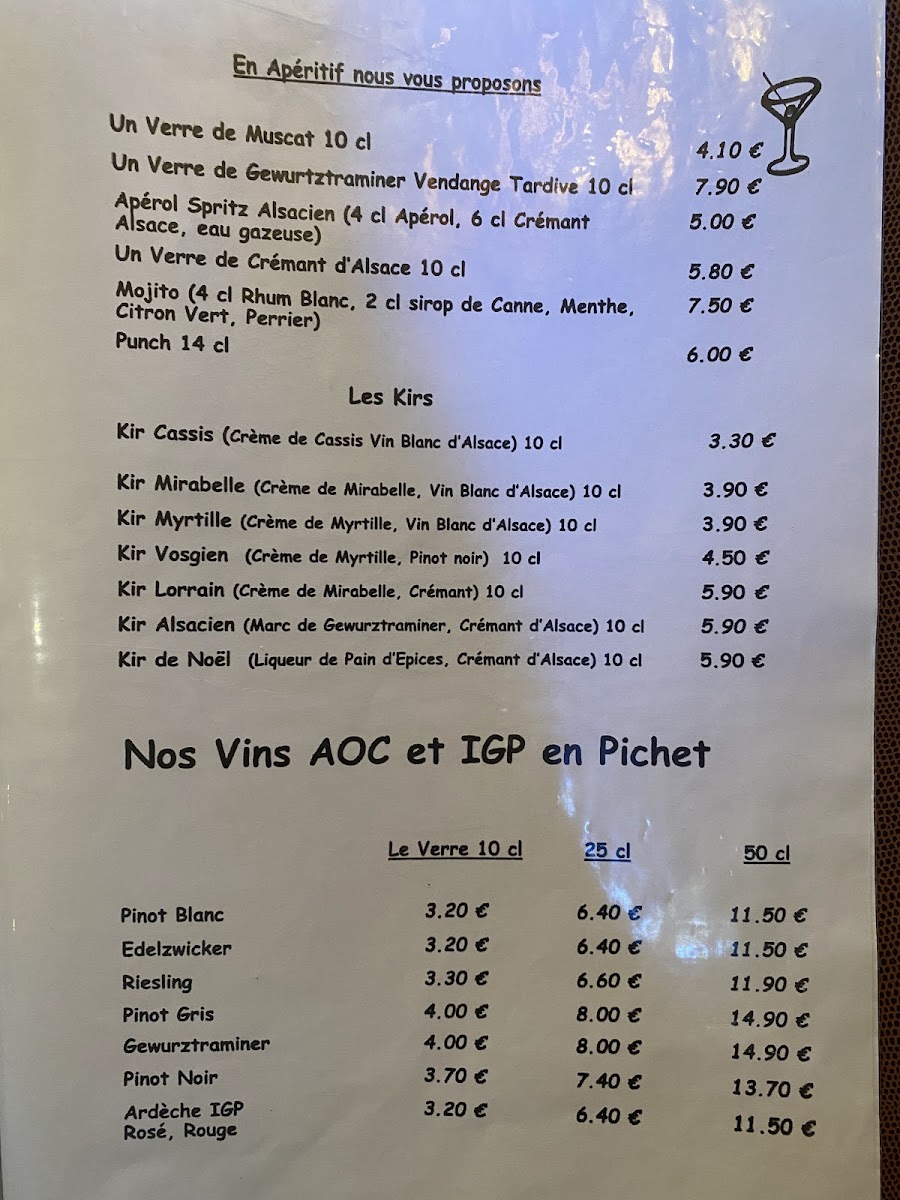 En Apéritif nous vous proposons
Un Verre de Muscat 10 cl 4.10 €
Un Verre de Gewurtztraminer Vendange Tardive 10 cl 7.90 €
Apérol Spritz Alsacien (4 cl Apérol, 6 cl Crémant 5.00 €
Alsace, eau gazeuse)
Un Verre de Crémant d'Alsace 10 cl 5.80 €
Mojito (4 cl Rhum Blanc, 2 cl sirop de Canne, Menthe, 7.50 €
Citron Vert, Perrier)
Punch 14 cl 6.00 €
Les Kirs
Kir Cassis (Crème de Cassis Vin Blanc d'Alsace) 10 cl 3.30 €
Kir Mirabelle (Crème de Mirabelle, Vin Blanc d'Alsace) 10 cl 3.90 €
Kir Myrtille (Crème de Myrtille, Vin Blanc d'Alsace) 10 cl 3.90 €
Kir Vosgien (Crème de Myrtille, Pinot noir) 10 cl 4.50 €
Kir Lorrain (Crème de Mirabelle, Crémant) 10 cl 5.90 €
Kir Alsacien (Marc de Gewurztraminer, Crémant d'Alsace) 10 cl 5.90 €
Kir de Noël (Liqueur de Pain d'Epices, Crémant d'Alsace) 10 cl 5.90 €
Nos Vins AOC et IGP en Pichet
Le Verre 10 cl 25 cl 50 cl
Pinot Blanc 3.20 € 6.40 € 11.50 €
Edelzwicker 3.20 € 6.40 € 11.50 €
Riesling 3.30 € 6.60 € 11.90 €
Pinot Gris 4.00 € 8.00 € 14.90 €
Gewurztraminer 4.00 € 8.00 € 14.90 €
Pinot Noir 3.70 € 7.40 € 13.70 €
Ardèche IGP 3.20 € 6.40 € 11.50 €
Rosé, Rouge